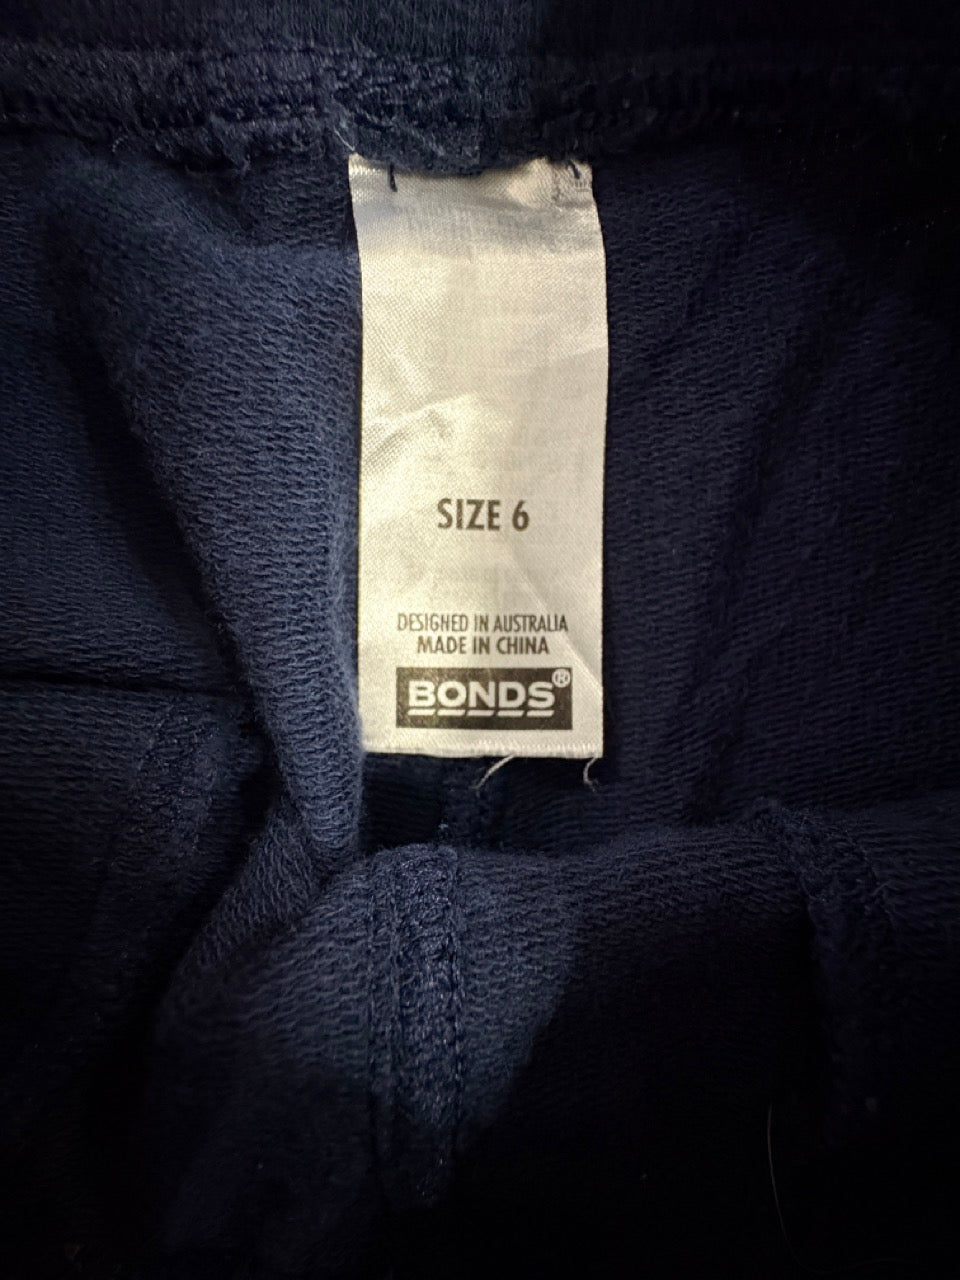 SIZE 6
DESIGNED IN AUSTRALIA
MADE IN CHINA
BONDS®